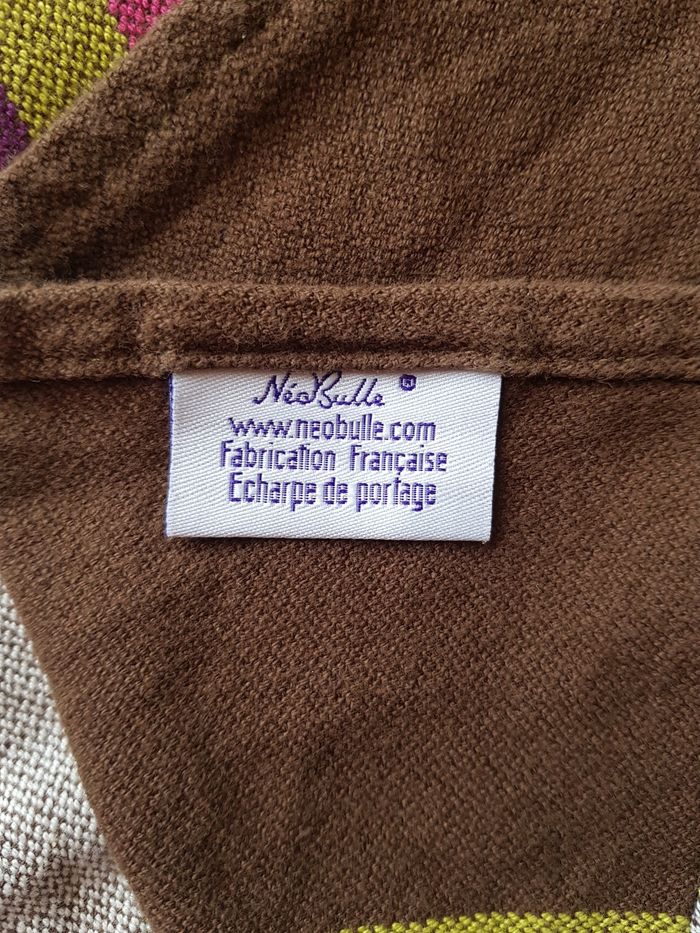 NéoBulle ®
www.neobulle.com
Fabrication Française
Echarpe de portage